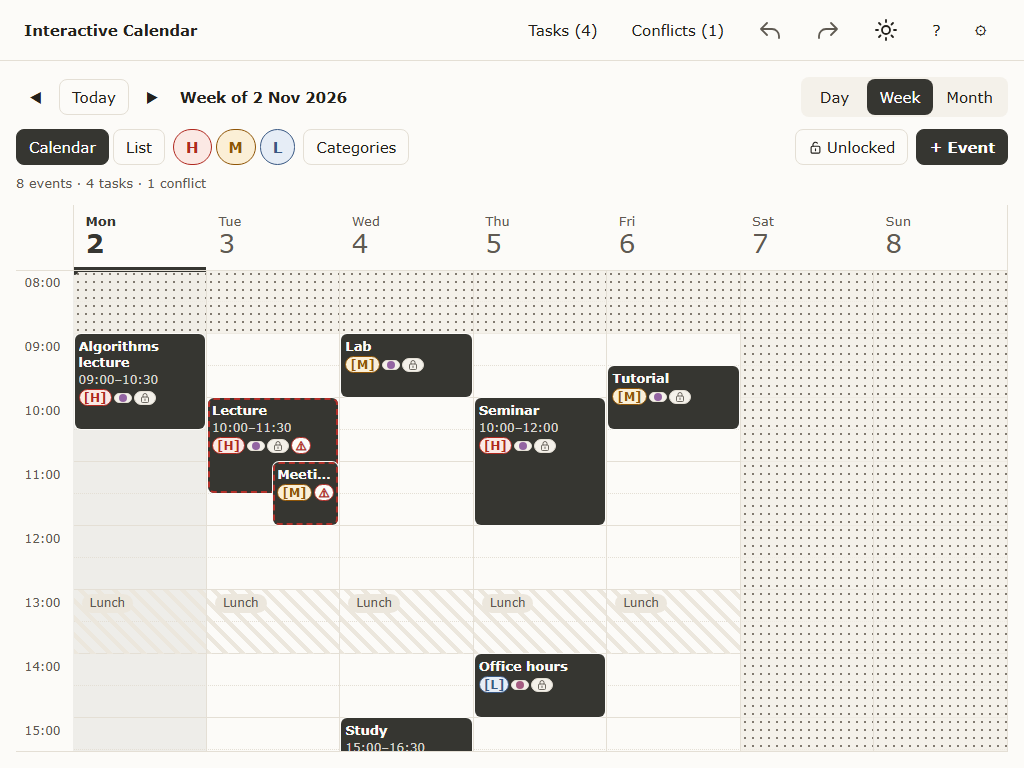 Interactive Calendar
Tasks (4)
Conflicts (1)
?
Today
Week of 2 Nov 2026
Day
Week
Month
Calendar
List
H
M
L
Categories
Unlocked
+ Event
8 events · 4 tasks · 1 conflict
Mon
2
Tue
3
Wed
4
Thu
5
Fri
6
Sat
7
Sun
8
08:00
09:00
Algorithms
lecture
09:00–10:30
[H]
Lab
[M]
Tutorial
[M]
10:00
Lecture
10:00–11:30
[H]
Seminar
10:00–12:00
[H]
11:00
Meeti...
[M]
12:00
13:00
Lunch
Lunch
Lunch
Lunch
Lunch
14:00
Office hours
[L]
15:00
Study
15:00–16:30